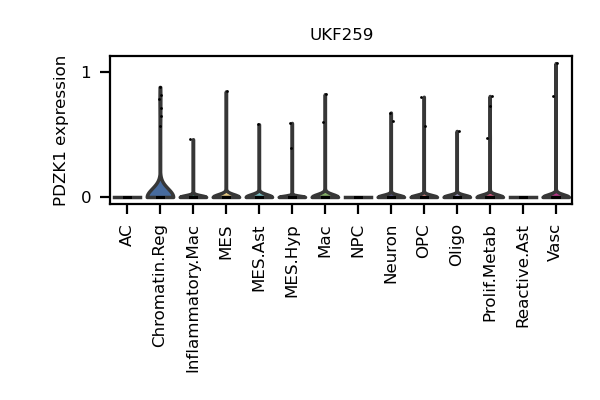 UKF259
PDZK1 expression
1
0
AC
Chromatin.Reg
Inflammatory.Mac
MES
MES.Ast
MES.Hyp
Mac
NPC
Neuron
OPC
Oligo
Prolif.Metab
Reactive.Ast
Vasc